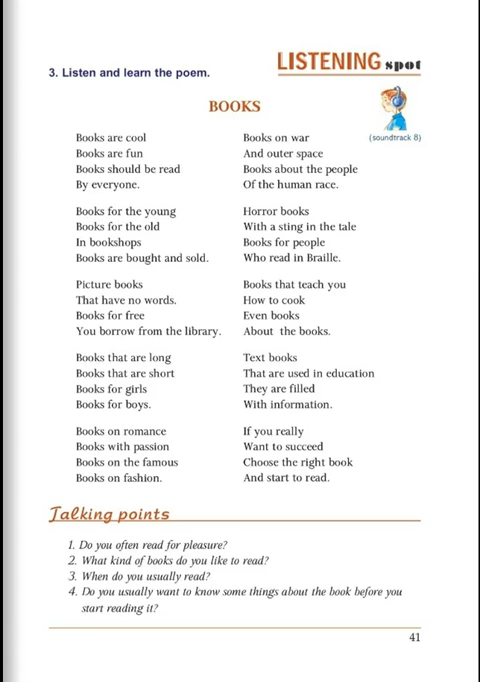 LISTENING spot
3. Listen and learn the poem.
BOOKS
(soundtrack 8)
Books are cool
Books are fun
Books should be read
By everyone.
Books for the young
Books for the old
In bookshops
Books are bought and sold.
Picture books
That have no words.
Books for free
You borrow from the library.
Books that are long
Books that are short
Books for girls
Books for boys.
Books on romance
Books with passion
Books on the famous
Books on fashion.
Books on war
And outer space
Books about the people
Of the human race.
Horror books
With a sting in the tale
Books for people
Who read in Braille.
Books that teach you
How to cook
Even books
About the books.
Text books
That are used in education
They are filled
With information.
If you really
Want to succeed
Choose the right book
And start to read.
Talking points
1. Do you often read for pleasure?
2. What kind of books do you like to read?
3. When do you usually read?
4. Do you usually want to know some things about the book before you
start reading it?
41